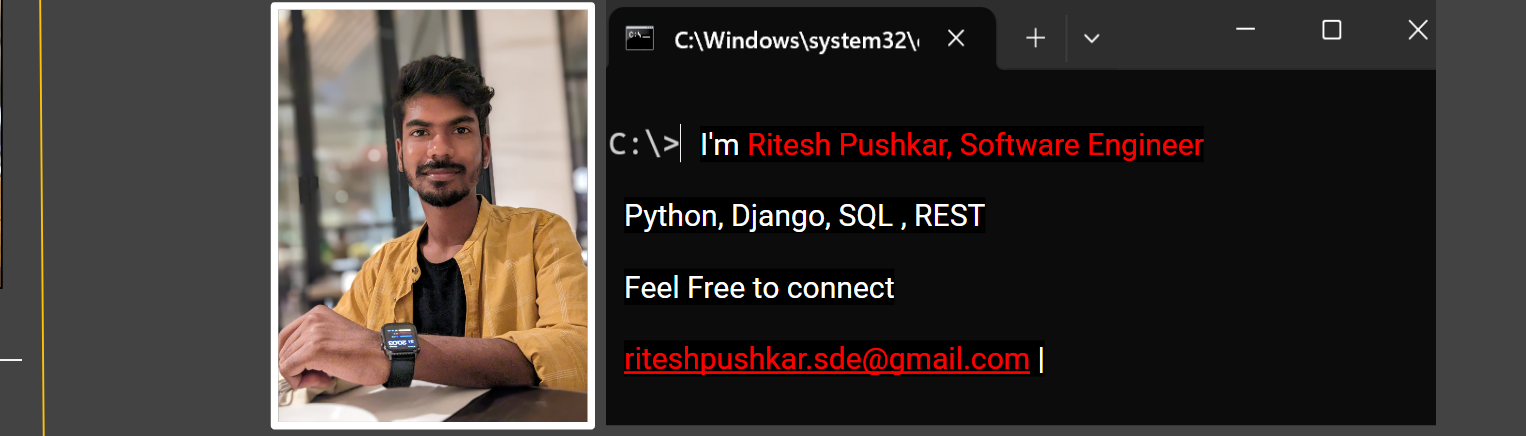 C:\Windows\system32\
C:\> I'm Ritesh Pushkar, Software Engineer
Python, Django, SQL , REST
Feel Free to connect
riteshpushkar.sde@gmail.com |